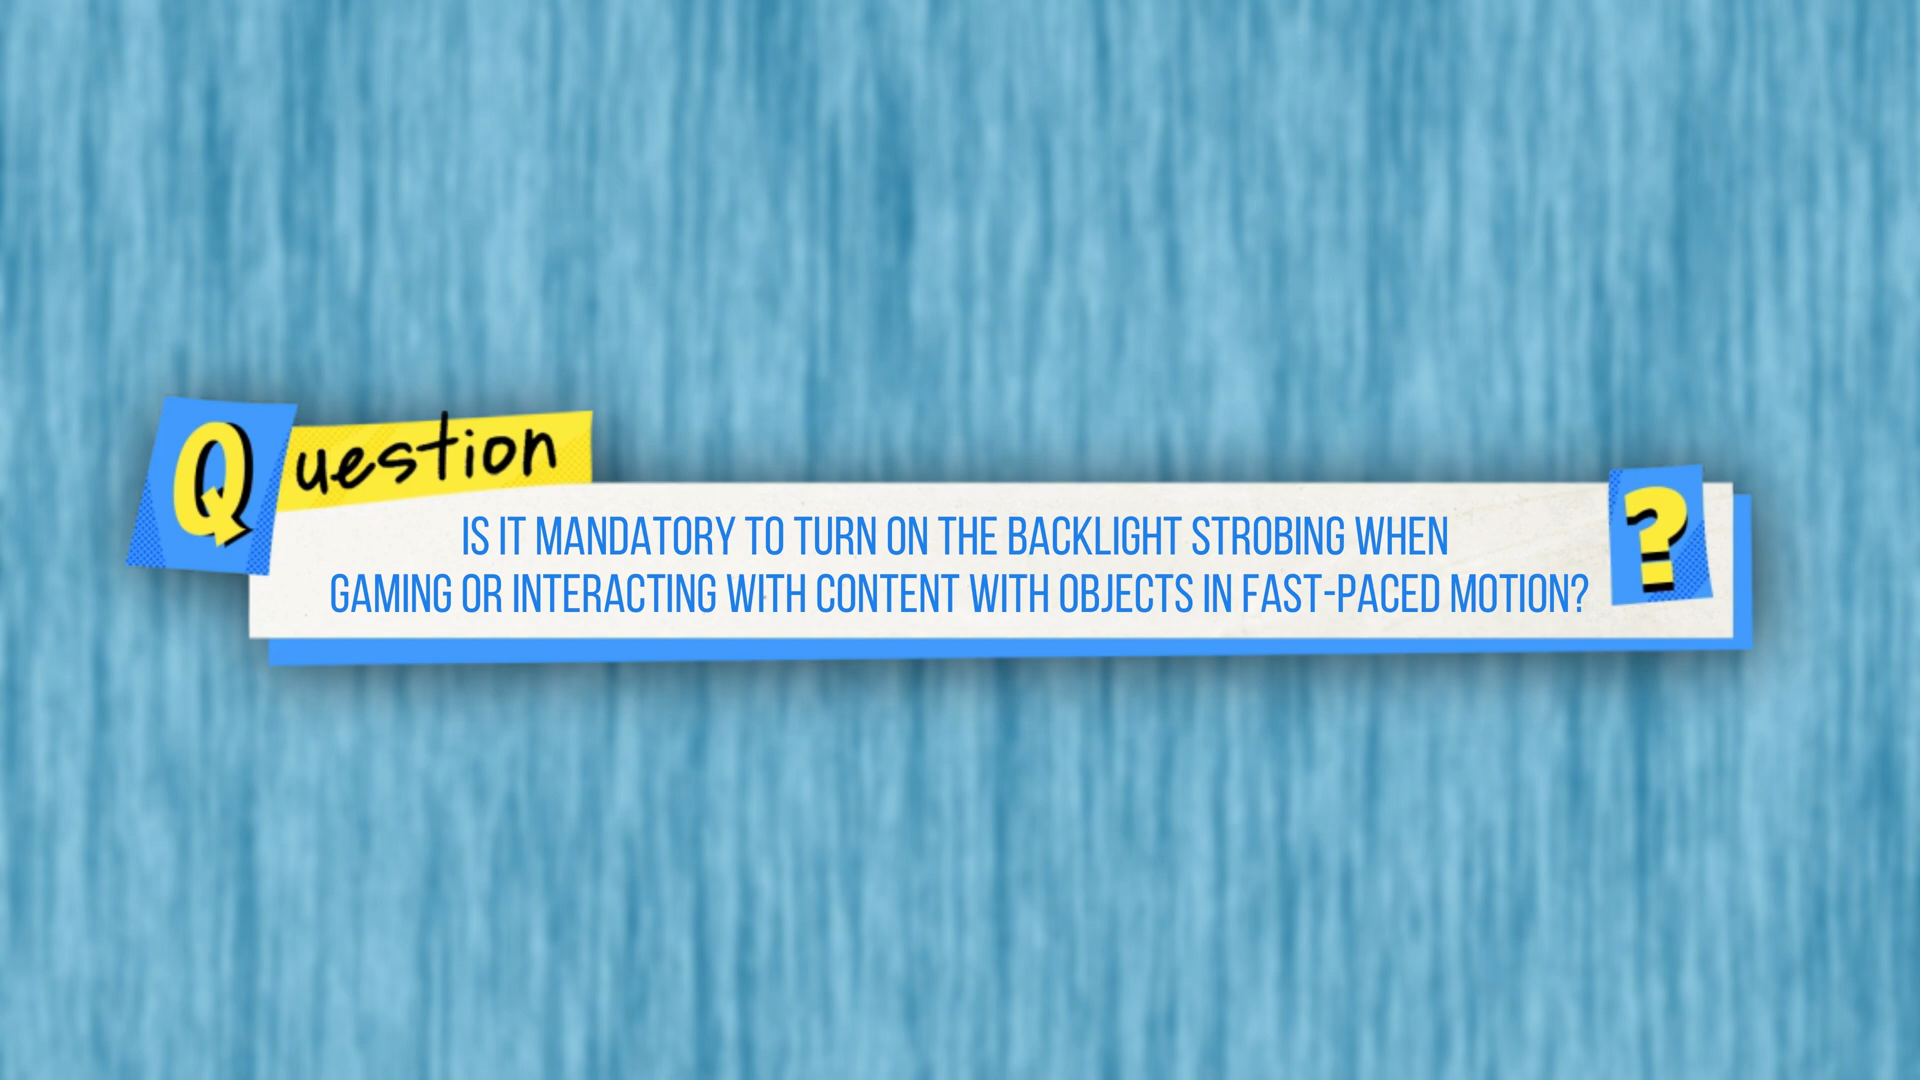 Question
IS IT MANDATORY TO TURN ON THE BACKLIGHT STROBING WHEN
GAMING OR INTERACTING WITH CONTENT WITH OBJECTS IN FAST-PACED MOTION?
?